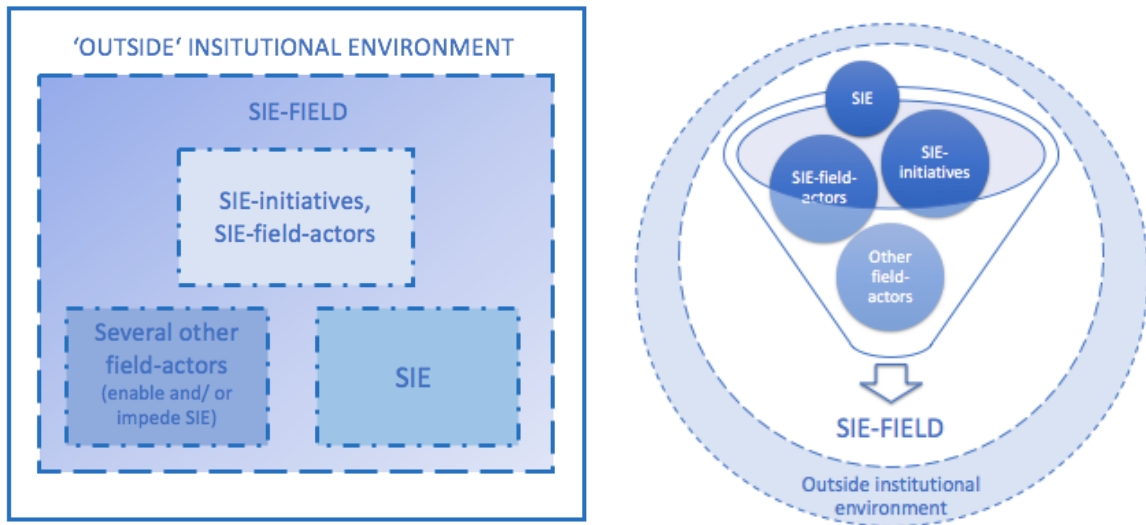 ‘OUTSIDE‘ INSITUTIONAL ENVIRONMENT
SIE-FIELD
SIE-initiatives,
SIE-field-actors
Several other
field-actors
(enable and/ or
impede SIE)
SIE
SIE
SIE-
initiatives
SIE-field-
actors
Other
field-
actors
SIE-FIELD
Outside institutional
environment